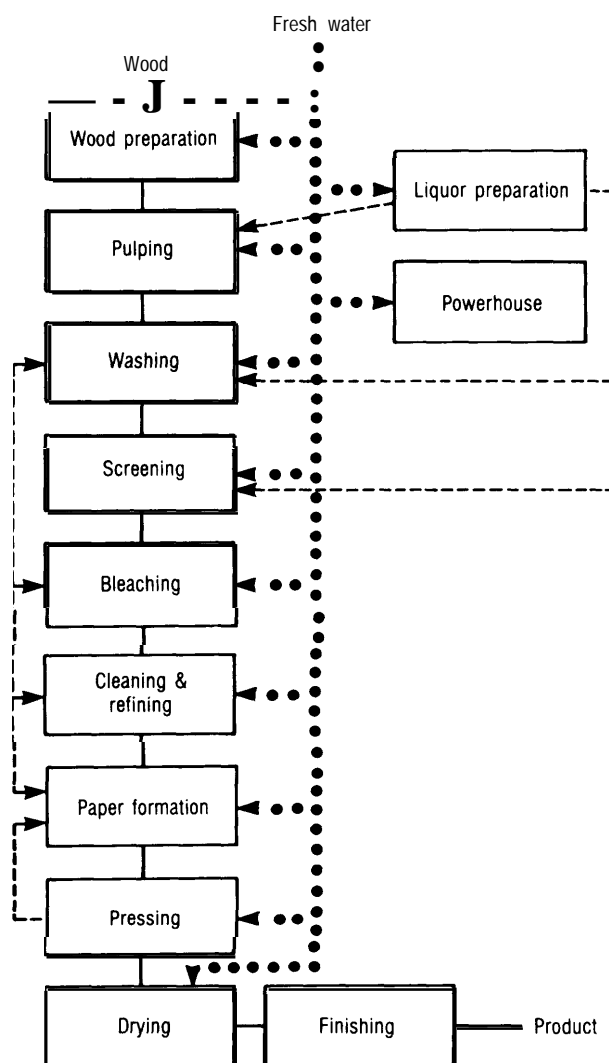 Fresh water
Wood
J
Wood preparation
Liquor preparation
Pulping
Powerhouse
Washing
Screening
Bleaching
Cleaning &
refining
Paper formation
Pressing
Drying
Finishing
Product